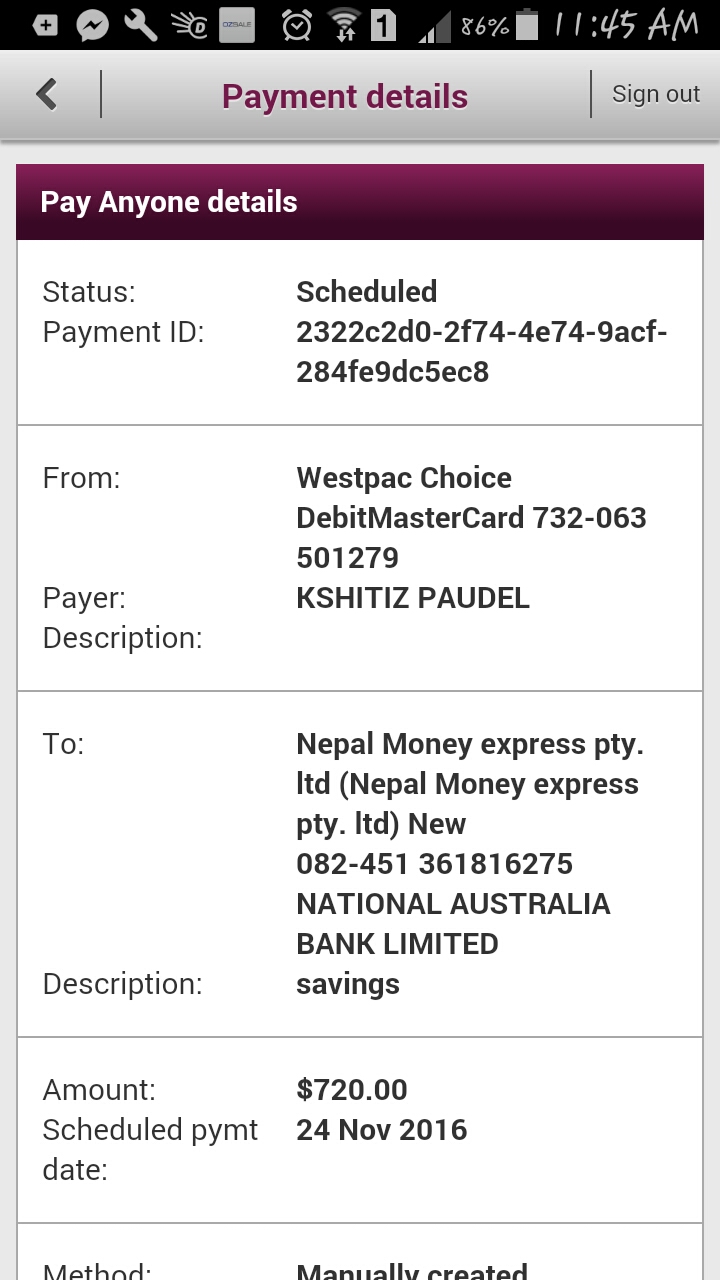 1 86% 11:45 AM
OZSALE
Payment details Sign out
Pay Anyone details
Status: Scheduled
Payment ID: 2322c2d0-2f74-4e74-9acf-
284fe9dc5ec8
From: Westpac Choice
DebitMasterCard 732-063
501279
Payer: KSHITIZ PAUDEL
Description:
To: Nepal Money express pty.
ltd (Nepal Money express
pty. ltd) New
082-451 361816275
NATIONAL AUSTRALIA
BANK LIMITED
Description: savings
Amount: $720.00
Scheduled pymt 24 Nov 2016
date:
Method: Manually created